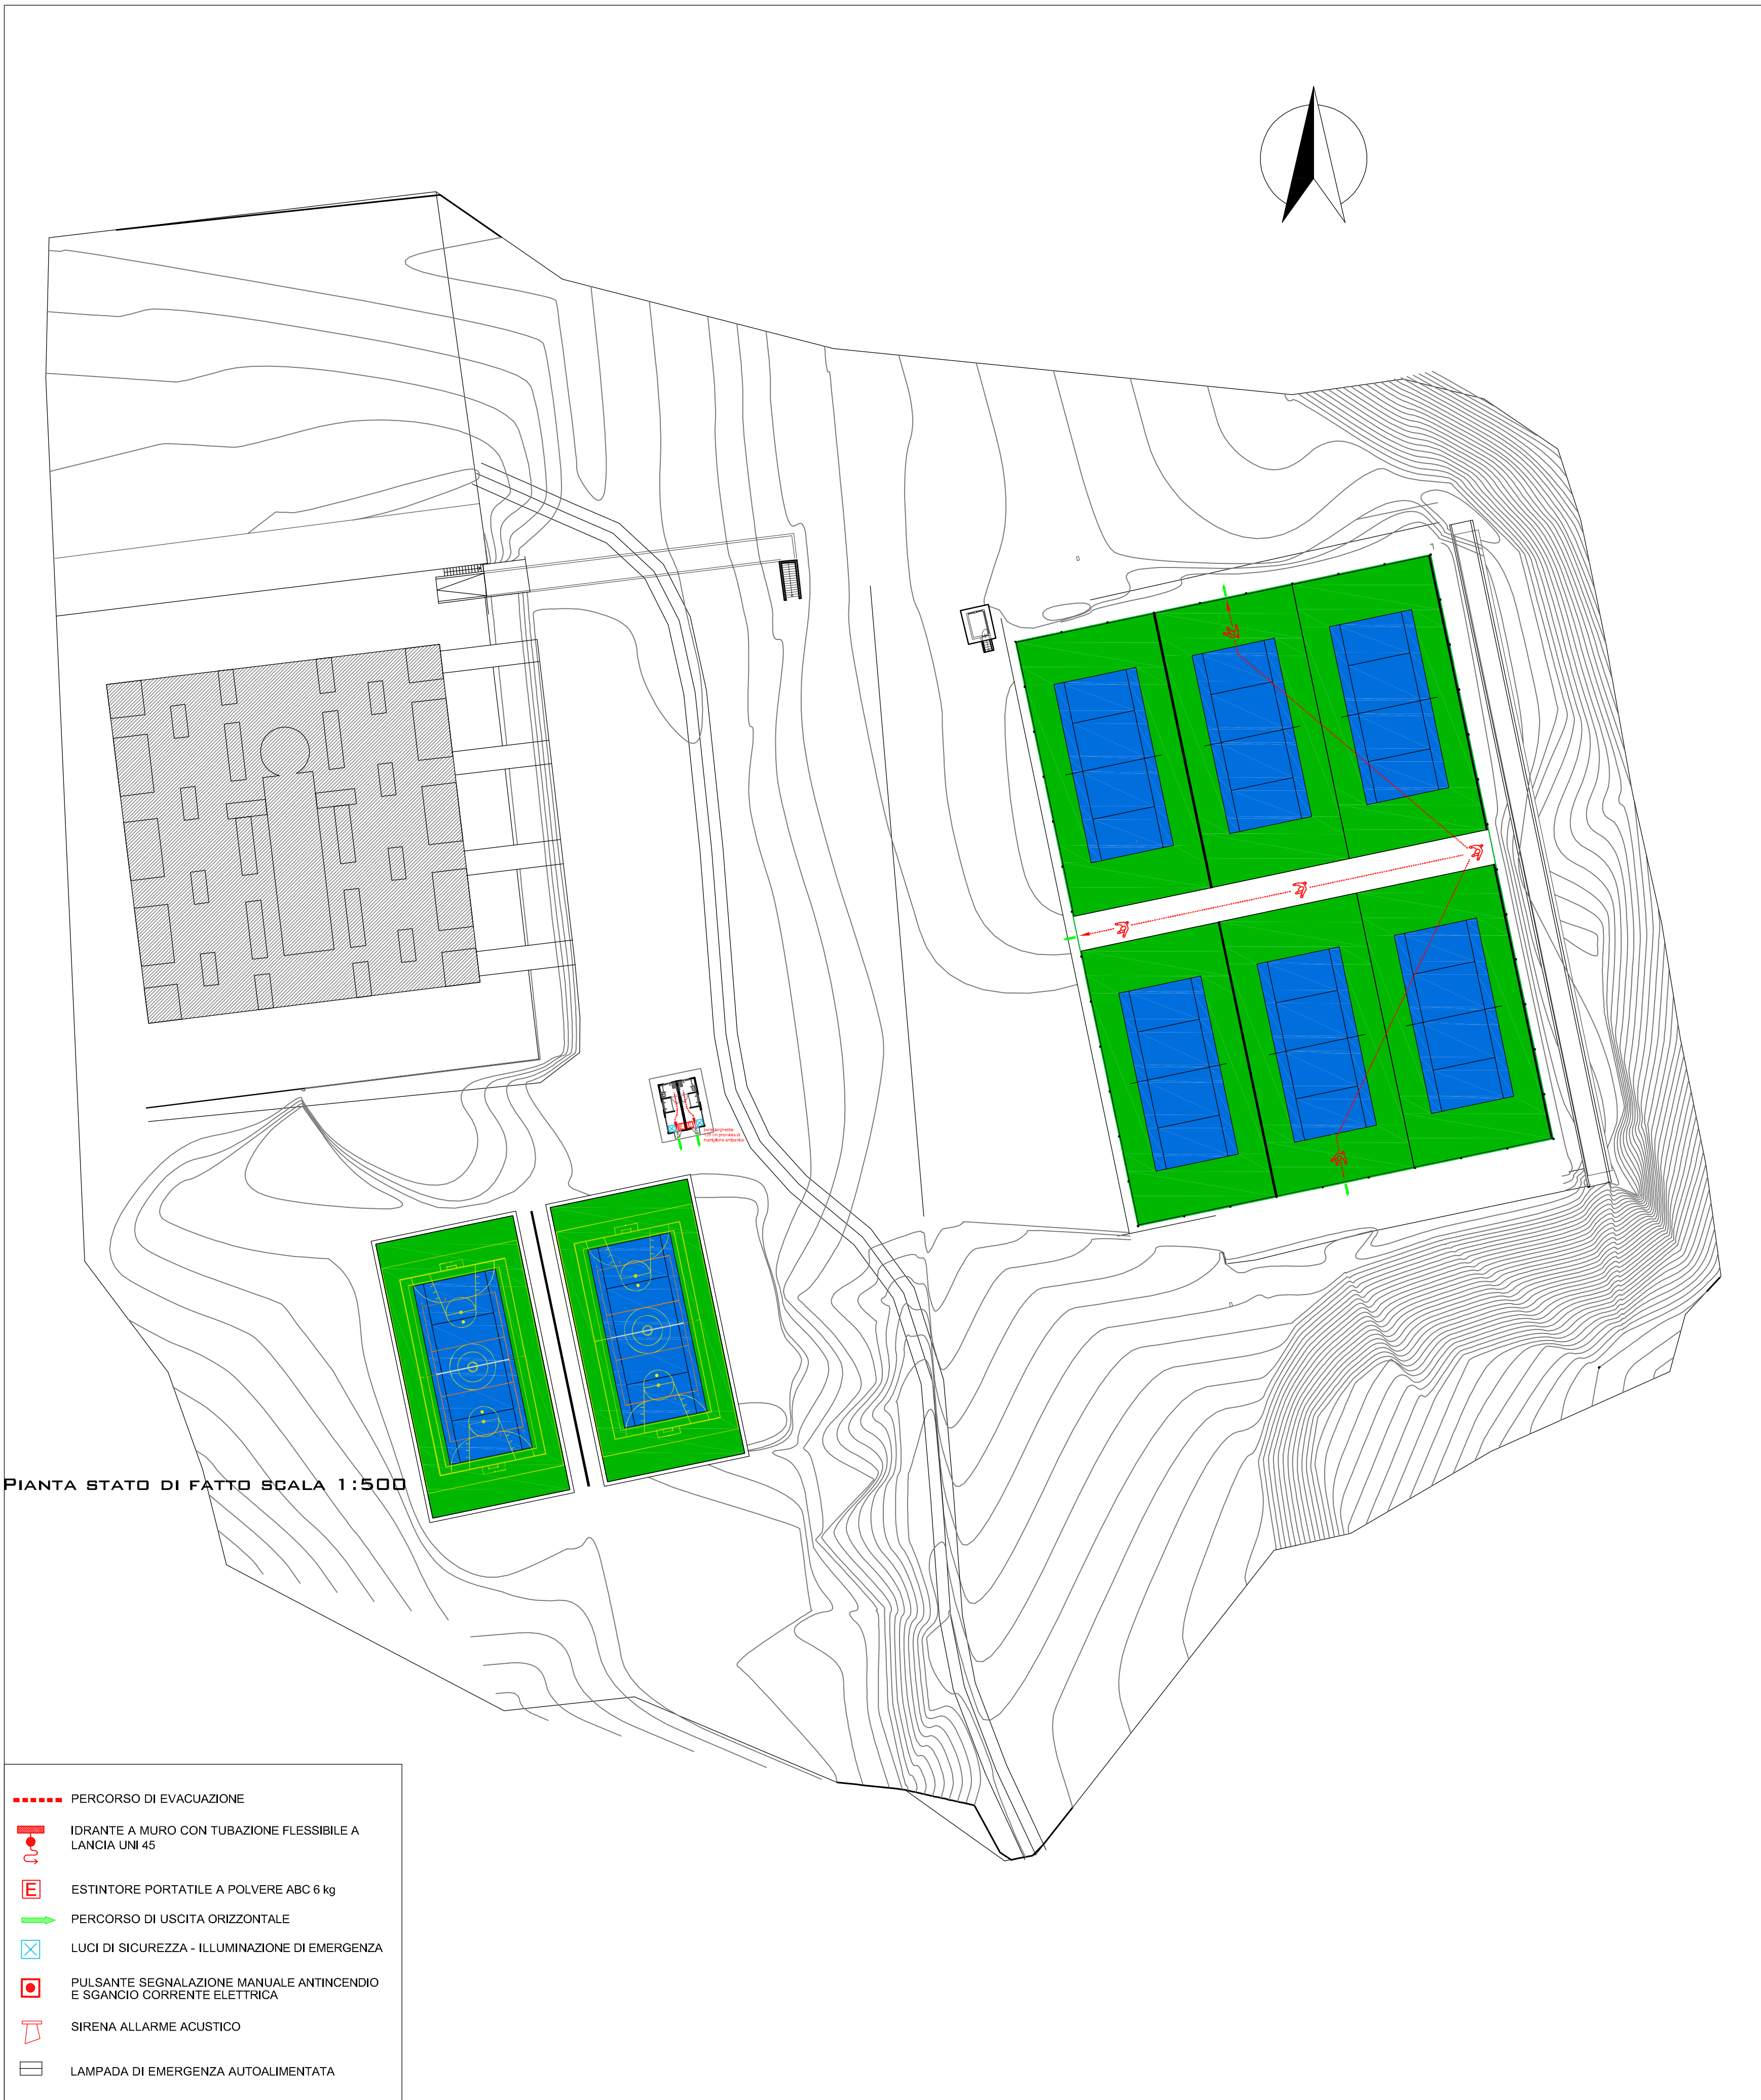 PIANTA STATO DI FATTO SCALA 1:500
PERCORSO DI EVACUAZIONE
IDRANTE A MURO CON TUBAZIONE FLESSIBILE A
LANCIA UNI 45
E
ESTINTORE PORTATILE A POLVERE ABC 6 kg
PERCORSO DI USCITA ORIZZONTALE
LUCI DI SICUREZZA - ILLUMINAZIONE DI EMERGENZA
PULSANTE SEGNALAZIONE MANUALE ANTINCENDIO
E SGANCIO CORRENTE ELETTRICA
SIRENA ALLARME ACUSTICO
LAMPADA DI EMERGENZA AUTOALIMENTATA